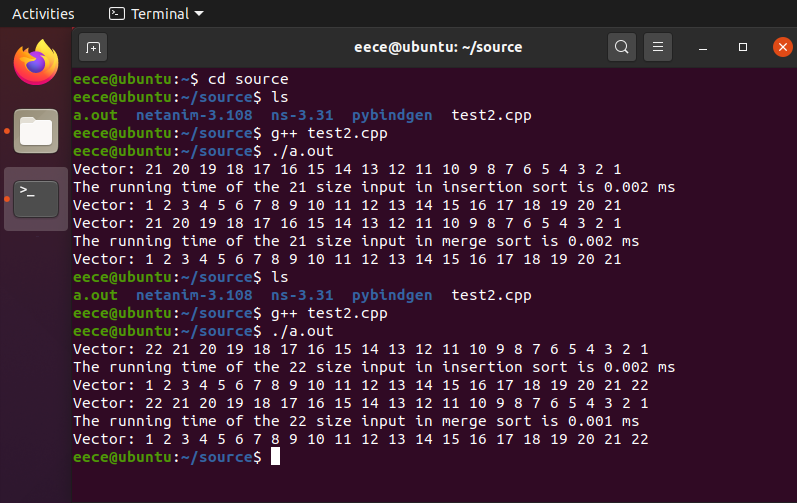 Activities Terminal
eece@ubuntu: ~/source
eece@ubuntu:~$ cd source
eece@ubuntu:~/source$ ls
a.out  netanim-3.108  ns-3.31  pybindgen  test2.cpp
eece@ubuntu:~/source$ g++ test2.cpp
eece@ubuntu:~/source$ ./a.out
Vector: 21 20 19 18 17 16 15 14 13 12 11 10 9 8 7 6 5 4 3 2 1
The running time of the 21 size input in insertion sort is 0.002 ms
Vector: 1 2 3 4 5 6 7 8 9 10 11 12 13 14 15 16 17 18 19 20 21
Vector: 21 20 19 18 17 16 15 14 13 12 11 10 9 8 7 6 5 4 3 2 1
The running time of the 21 size input in merge sort is 0.002 ms
Vector: 1 2 3 4 5 6 7 8 9 10 11 12 13 14 15 16 17 18 19 20 21
eece@ubuntu:~/source$ ls
a.out  netanim-3.108  ns-3.31  pybindgen  test2.cpp
eece@ubuntu:~/source$ g++ test2.cpp
eece@ubuntu:~/source$ ./a.out
Vector: 22 21 20 19 18 17 16 15 14 13 12 11 10 9 8 7 6 5 4 3 2 1
The running time of the 22 size input in insertion sort is 0.002 ms
Vector: 1 2 3 4 5 6 7 8 9 10 11 12 13 14 15 16 17 18 19 20 21 22
Vector: 22 21 20 19 18 17 16 15 14 13 12 11 10 9 8 7 6 5 4 3 2 1
The running time of the 22 size input in merge sort is 0.001 ms
Vector: 1 2 3 4 5 6 7 8 9 10 11 12 13 14 15 16 17 18 19 20 21 22
eece@ubuntu:~/source$